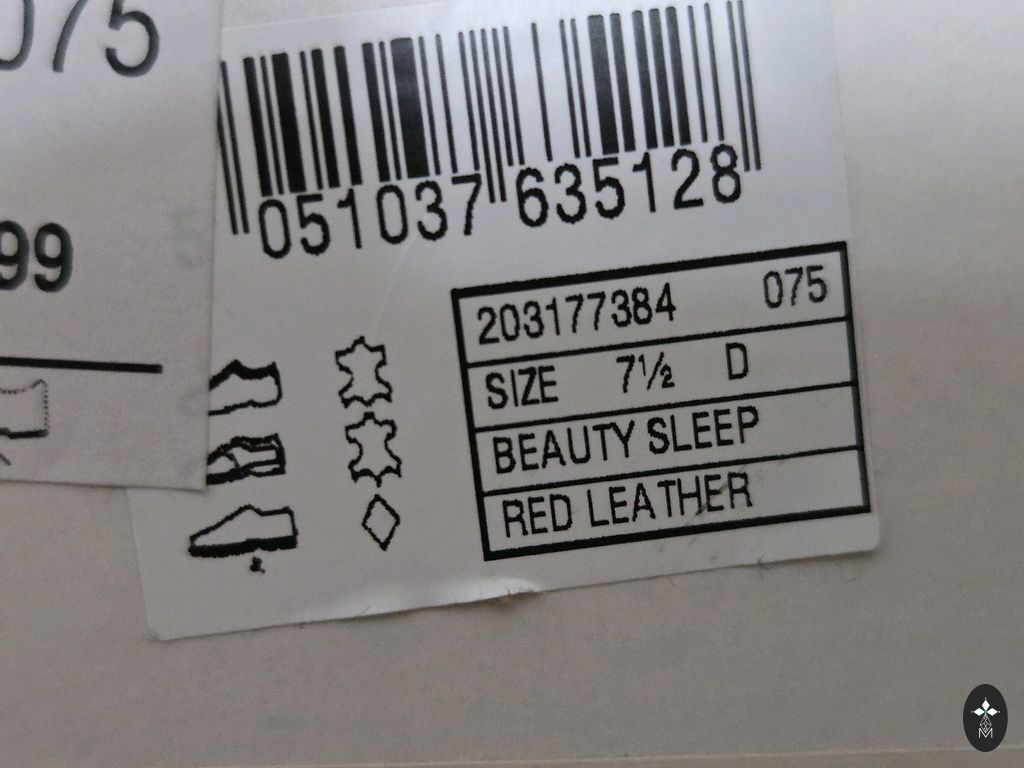 075
99
051037 635128
203177384 075
SIZE 7½ D
BEAUTY SLEEP
RED LEATHER
M